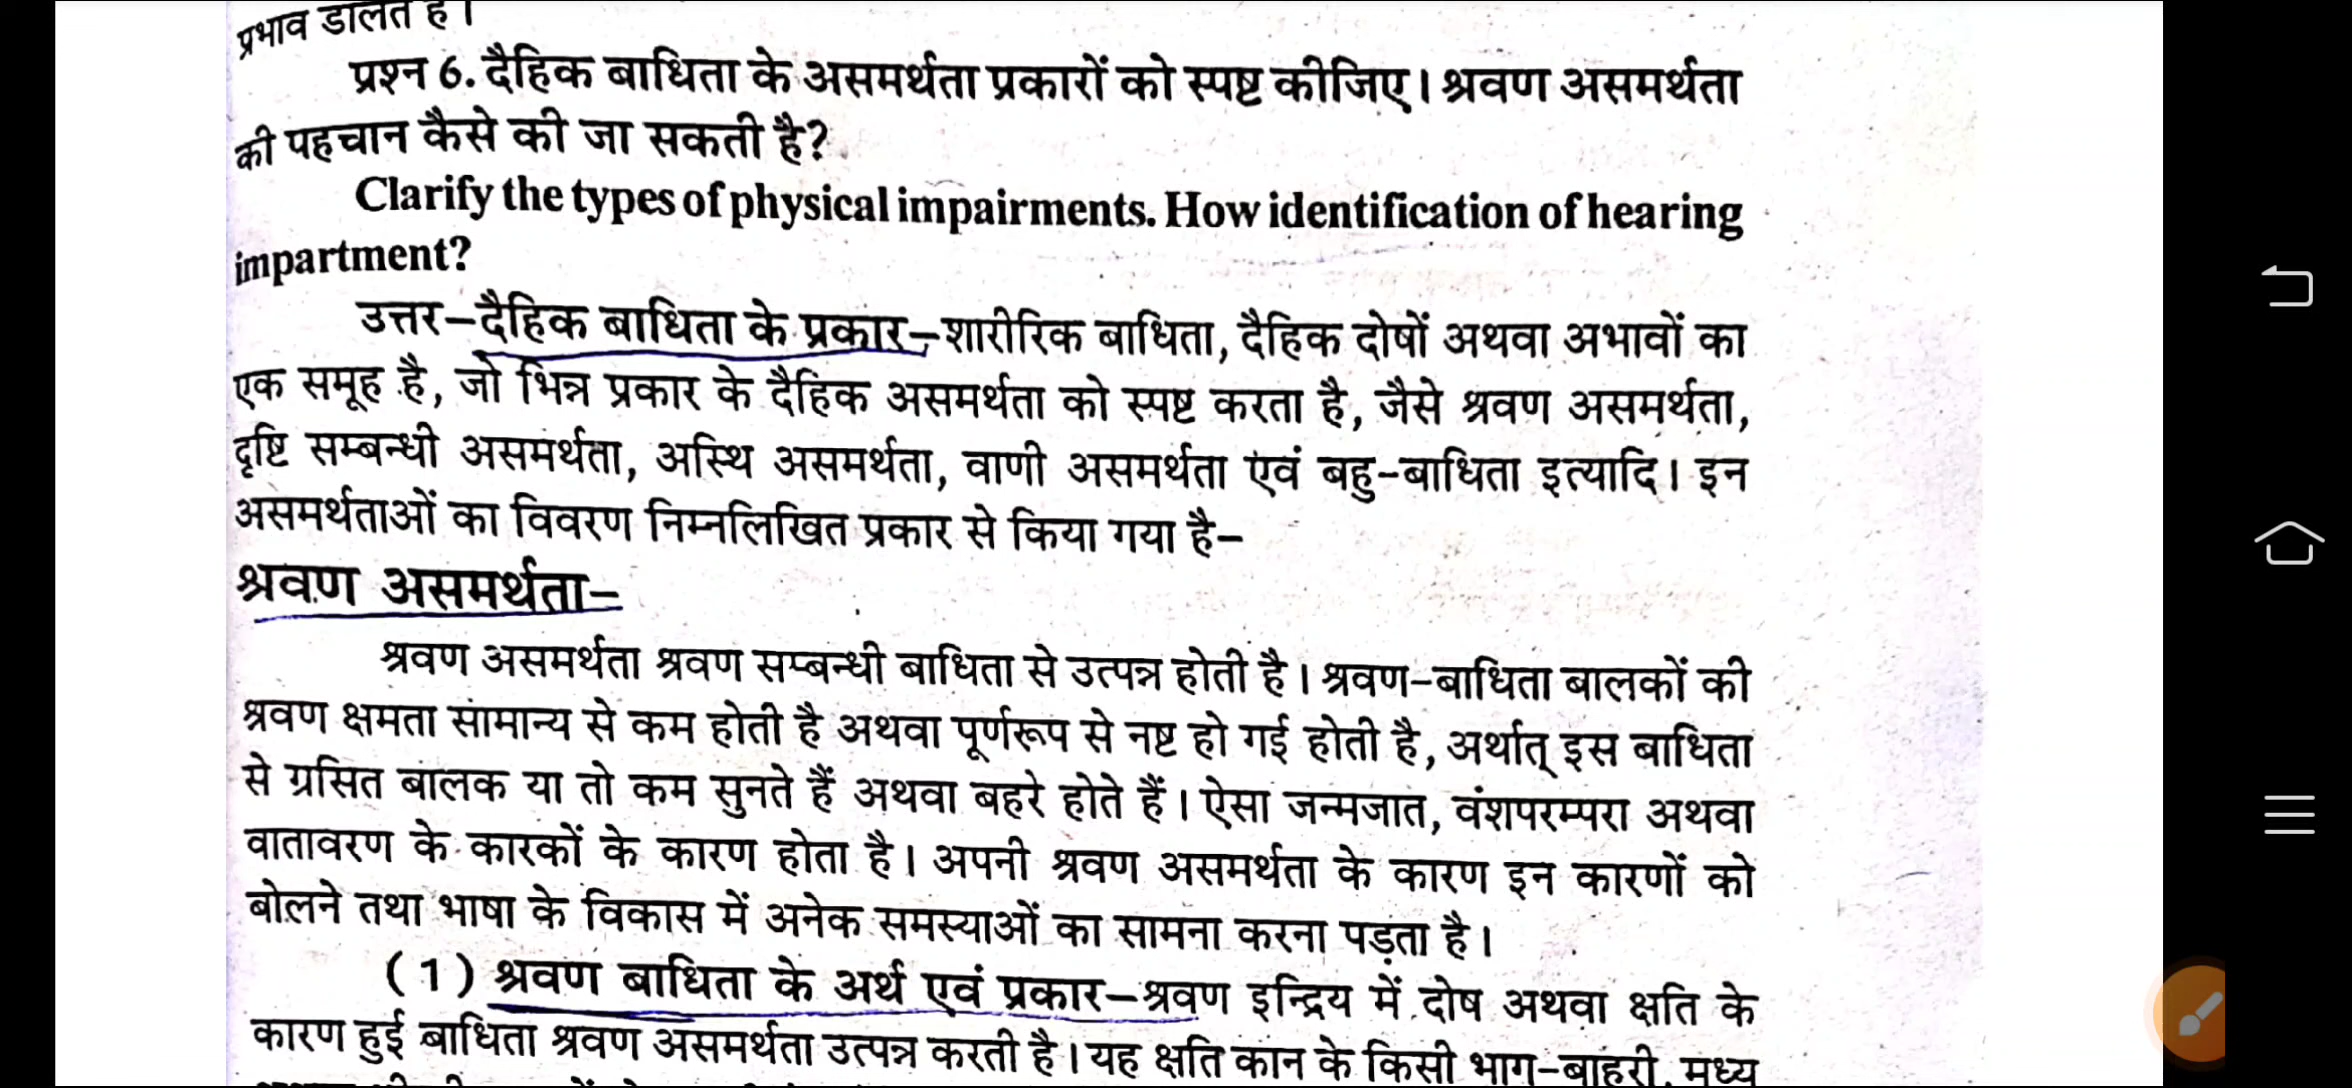 प्रभाव डालते हैं।
प्रश्न 6. दैहिक बाधिता के असमर्थता प्रकारों को स्पष्ट कीजिए। श्रवण असमर्थता
की पहचान कैसे की जा सकती है?
Clarify the types of physical impairments. How identification of hearing
impartment?
उत्तर–दैहिक बाधिता के प्रकार–शारीरिक बाधिता, दैहिक दोषों अथवा अभावों का
एक समूह है, जो भिन्न प्रकार के दैहिक असमर्थता को स्पष्ट करता है, जैसे श्रवण असमर्थता,
दृष्टि सम्बन्धी असमर्थता, अस्थि असमर्थता, वाणी असमर्थता एवं बहु-बाधिता इत्यादि। इन
असमर्थताओं का विवरण निम्नलिखित प्रकार से किया गया है–
श्रवण असमर्थता–
श्रवण असमर्थता श्रवण सम्बन्धी बाधिता से उत्पन्न होती है। श्रवण-बाधिता बालकों की
श्रवण क्षमता सामान्य से कम होती है अथवा पूर्णरूप से नष्ट हो गई होती है, अर्थात् इस बाधिता
से ग्रसित बालक या तो कम सुनते हैं अथवा बहरे होते हैं। ऐसा जन्मजात, वंशपरम्परा अथवा
वातावरण के कारकों के कारण होता है। अपनी श्रवण असमर्थता के कारण इन कारणों को
बोलने तथा भाषा के विकास में अनेक समस्याओं का सामना करना पड़ता है।
(1) श्रवण बाधिता के अर्थ एवं प्रकार–श्रवण इन्द्रिय में दोष अथवा क्षति के
कारण हुई बाधिता श्रवण असमर्थता उत्पन्न करती है। यह क्षति कान के किसी भाग-बाहरी, मध्य